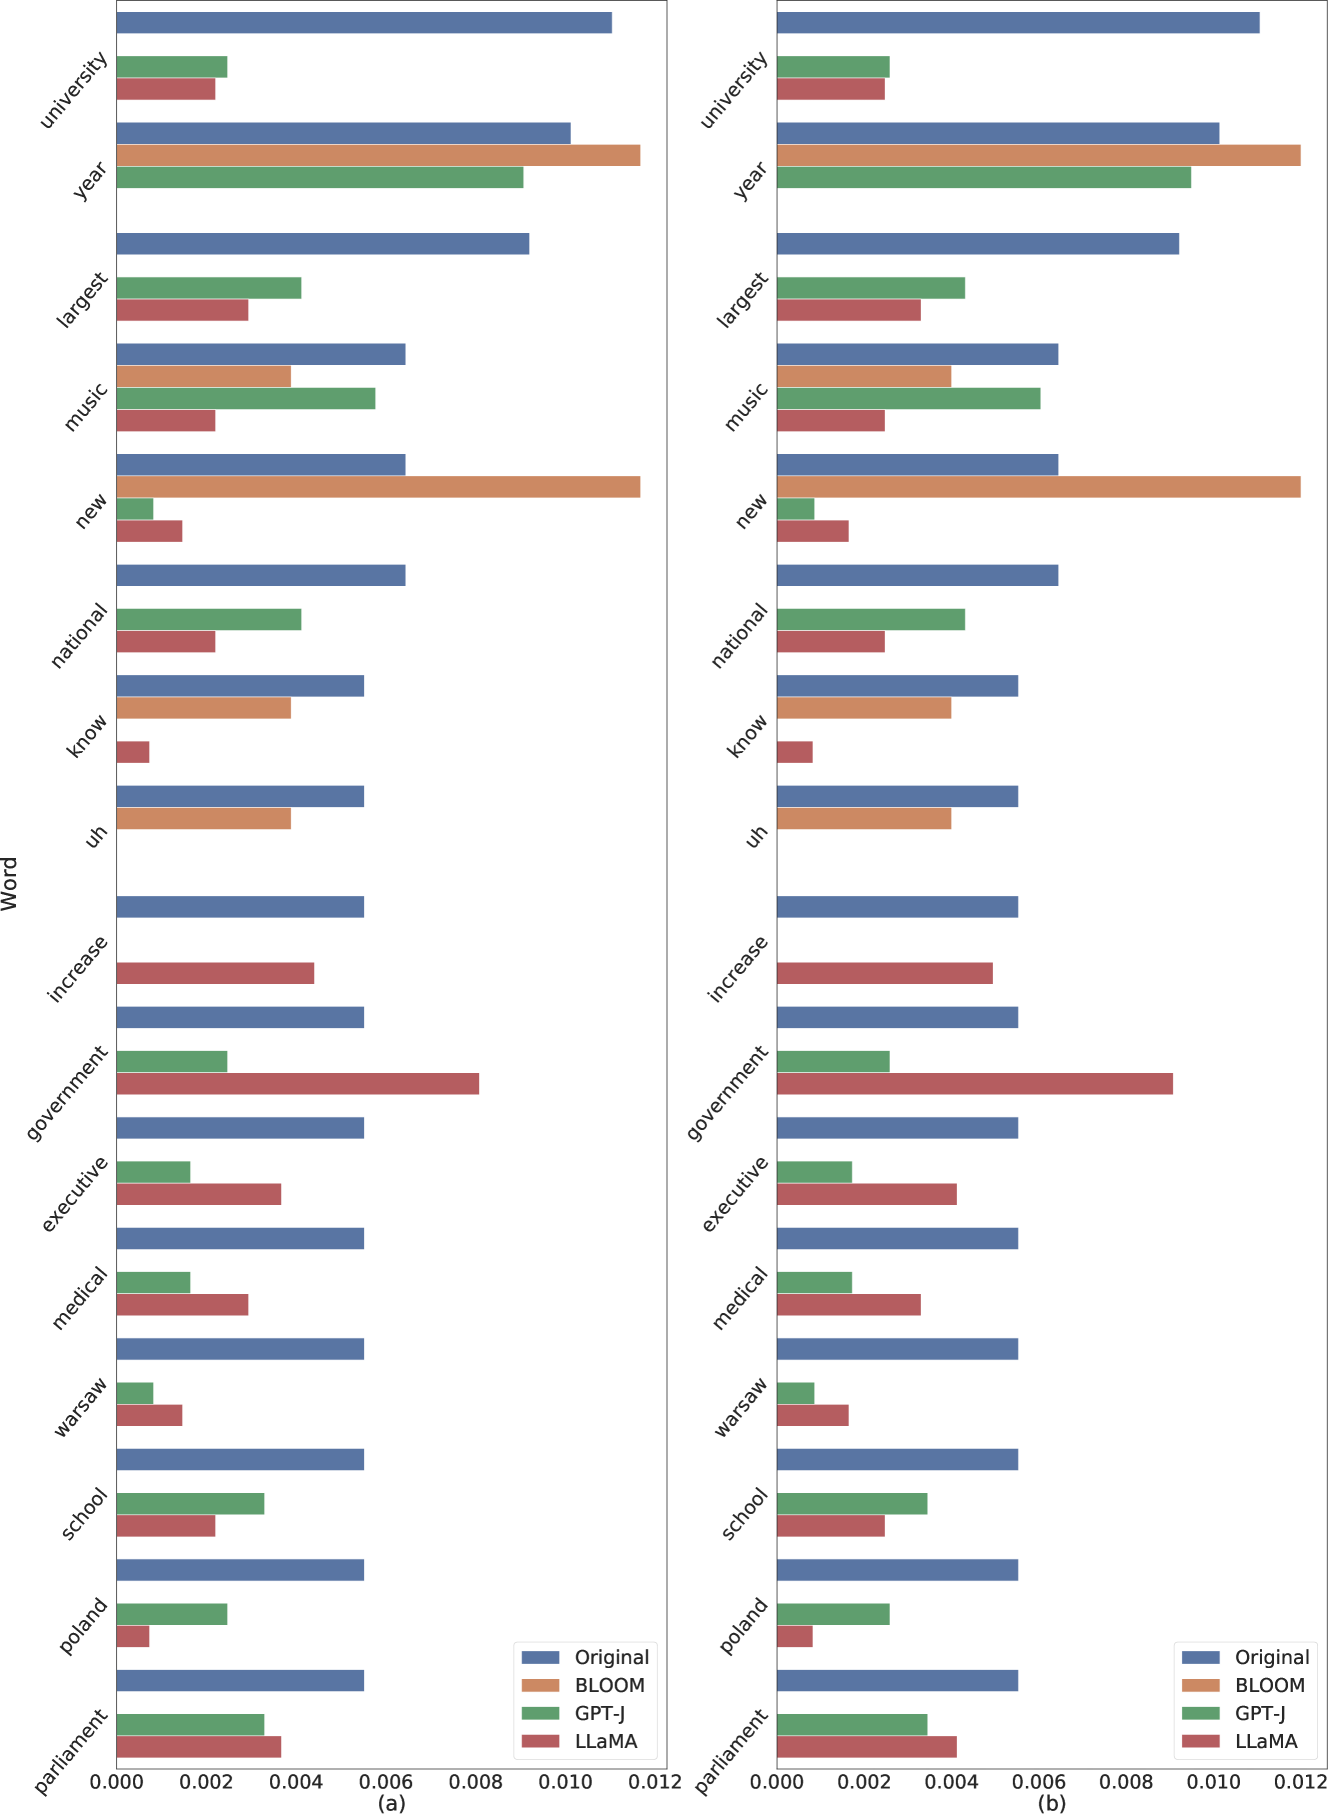 Word
university
year
largest
music
new
national
know
uh
increase
government
executive
medical
warsaw
school
poland
parliament
Original
BLOOM
GPT-J
LLaMA
0.000 0.002 0.004 0.006 0.008 0.010 0.012
(a)
university
year
largest
music
new
national
know
uh
increase
government
executive
medical
warsaw
school
poland
parliament
Original
BLOOM
GPT-J
LLaMA
0.000 0.002 0.004 0.006 0.008 0.010 0.012
(b)